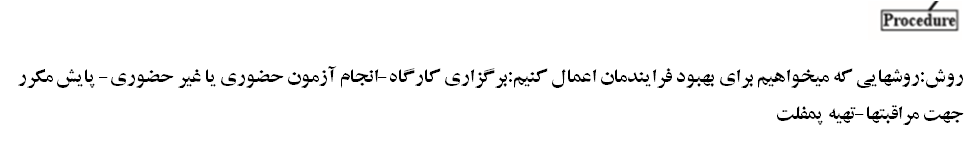 Procedure
روش:روشهایی که میخواهیم برای بهبود فرایندمان اعمال کنیم:برگزاری کارگاه -انجام آزمون حضوری یا غیر حضوری- پایش مکرر
جهت مراقبتها-تهیه پمفلت